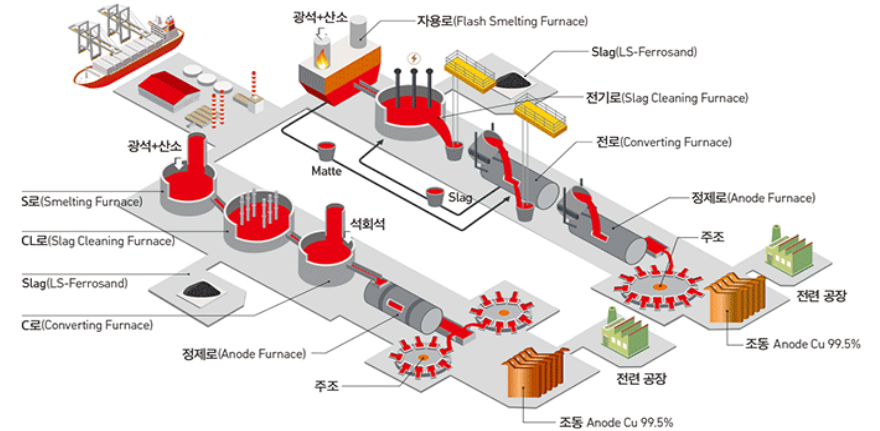 광석+산소
자용로(Flash Smelting Furnace)
Slag(LS-Ferrosand)
전기로(Slag Cleaning Furnace)
전로(Converting Furnace)
정제로(Anode Furnace)
주조
전련 공장
조동 Anode Cu 99.5%
Matte
Slag
광석+산소
S로(Smelting Furnace)
석회석
CL로(Slag Cleaning Furnace)
Slag(LS-Ferrosand)
C로(Converting Furnace)
정제로(Anode Furnace)
주조
전련 공장
조동 Anode Cu 99.5%